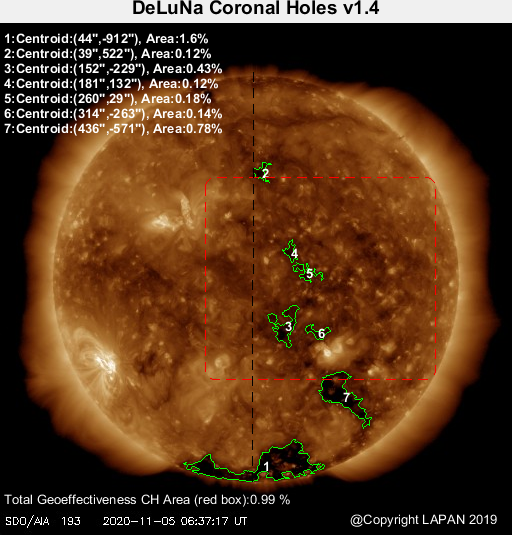 DeLuNa Coronal Holes v1.4
1:Centroid:(44",-912"), Area:1.6%
2:Centroid:(39",522"), Area:0.12%
3:Centroid:(152",-229"), Area:0.43%
4:Centroid:(181",132"), Area:0.12%
5:Centroid:(260",29"), Area:0.18%
6:Centroid:(314",-263"), Area:0.14%
7:Centroid:(436",-571"), Area:0.78%
2
4
5
3
6
7
1
Total Geoeffectiveness CH Area (red box):0.99 %
SDO/AIA 193 2020-11-05 06:37:17 UT
@Copyright LAPAN 2019